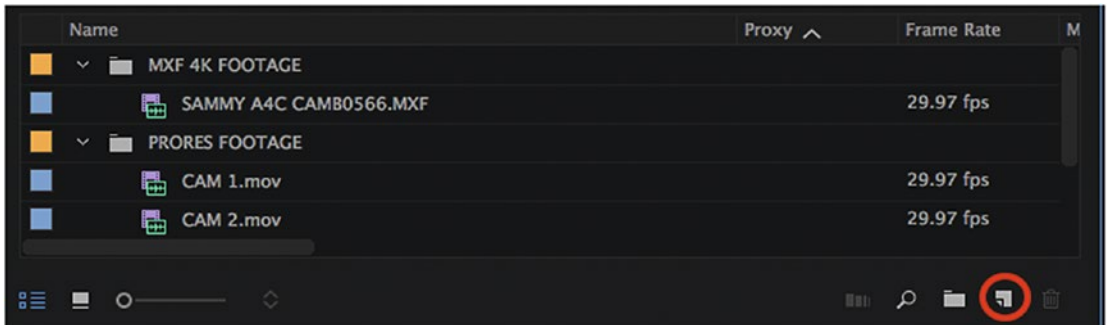 Name Proxy Frame Rate M
MXF 4K FOOTAGE
SAMMY A4C CAMB0566.MXF 29.97 fps
PRORES FOOTAGE
CAM 1.mov 29.97 fps
CAM 2.mov 29.97 fps